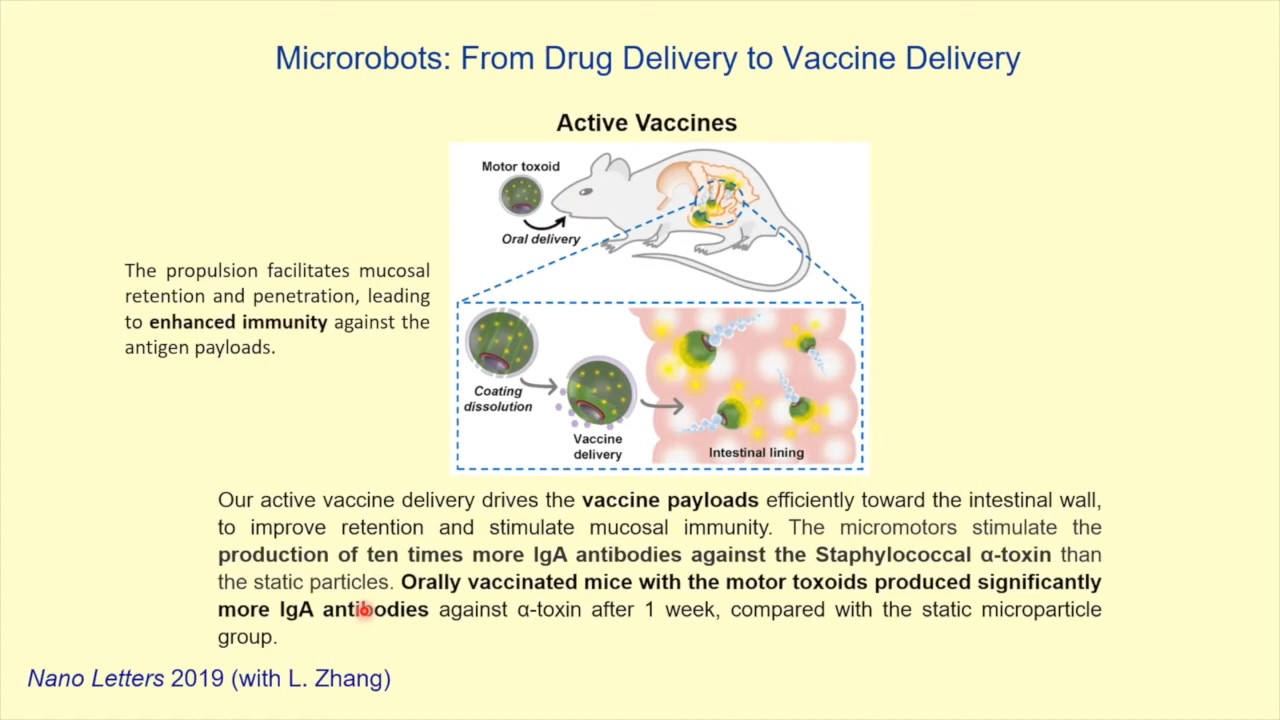 Microrobots: From Drug Delivery to Vaccine Delivery
Active Vaccines
Motor toxoid
Oral delivery
The propulsion facilitates mucosal
retention and penetration, leading
to enhanced immunity against the
antigen payloads.
Coating
dissolution
Vaccine
delivery
Intestinal lining
Our active vaccine delivery drives the vaccine payloads efficiently toward the intestinal wall,
to improve retention and stimulate mucosal immunity. The micromotors stimulate the
production of ten times more IgA antibodies against the Staphylococcal α-toxin than
the static particles. Orally vaccinated mice with the motor toxoids produced significantly
more IgA antibodies against α-toxin after 1 week, compared with the static microparticle
group.
Nano Letters 2019 (with L. Zhang)